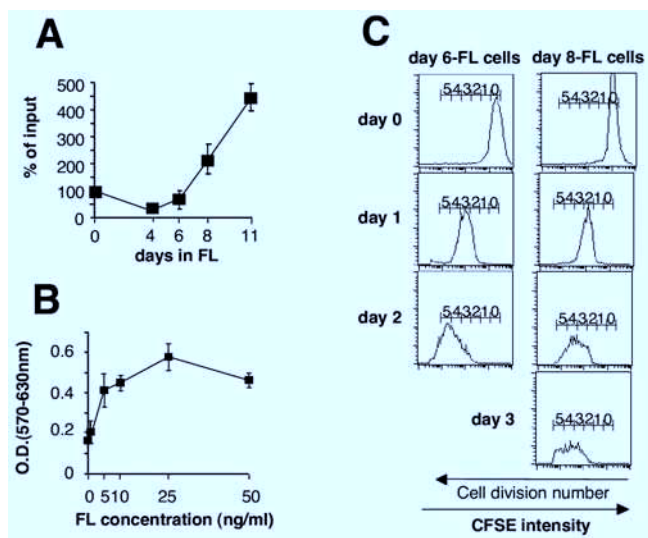 A
500
400
300
200
100
0
% of input
0 4 6 8 11
days in FL
B
0.6
0.4
0.2
0
O.D.(570-630nm)
0 510 25 50
FL concentration (ng/ml)
C
day 6-FL cells day 8-FL cells
day 0
543210 543210
day 1
543210 543210
day 2
543210 543210
day 3
543210
Cell division number
CFSE intensity